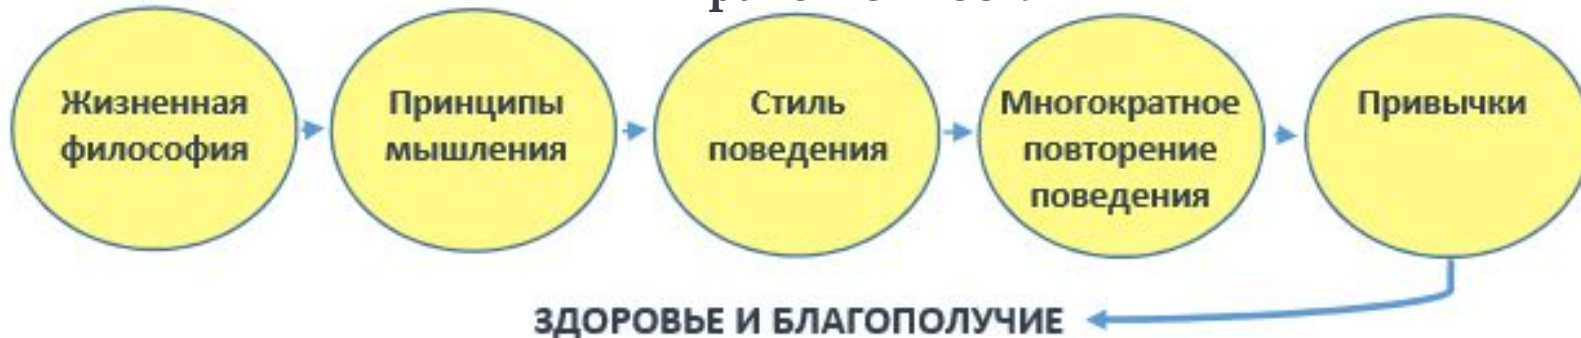 Жизненная
философия
Принципы
мышления
Стиль
поведения
Многократное
повторение
поведения
Привычки
ЗДОРОВЬЕ И БЛАГОПОЛУЧИЕ